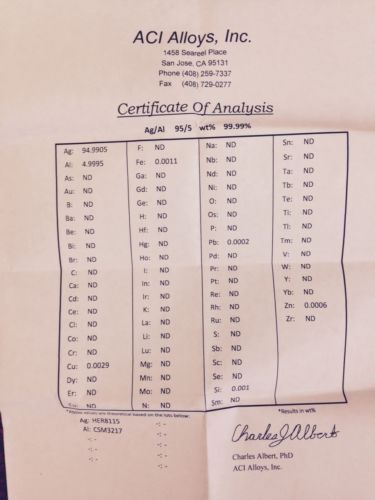 ACI Alloys, Inc.
1458 Seareel Place
San Jose, CA 95131
Phone (408) 259-7337
Fax (408) 729-0277
Certificate Of Analysis
Ag/Al 95/5 wt% 99.99%
Ag: 94.9905
Al: 4.9995
As: ND
Au: ND
B: ND
Ba: ND
Be: ND
Bi: ND
Br: ND
C: ND
Ca: ND
Cd: ND
Ce: ND
Cl: ND
Co: ND
Cr: ND
Cu: 0.0029
Dy: ND
Er: ND
Eu: ND
F: ND
Fe: 0.0011
Ga: ND
Gd: ND
Ge: ND
H: ND
Hf: ND
Hg: ND
Ho: ND
I: ND
In: ND
Ir: ND
K: ND
La: ND
Li: ND
Lu: ND
Mg: ND
Mn: ND
Mo: ND
N: ND
Na: ND
Nb: ND
Nd: ND
O: ND
Os: ND
P: ND
Pb: 0.0002
Pd: ND
Pr: ND
Pt: ND
Re: ND
Rh: ND
Ru: ND
S: ND
Sb: ND
Sc: ND
Se: ND
Si: 0.001
Sm: ND
Sn: ND
Sr: ND
Ta: ND
Tb: ND
Te: ND
Ti: ND
Tl: ND
Tm: ND
V: ND
W: ND
Y: ND
Yb: ND
Zn: 0.0006
Zr: ND
values are theoretical based on the lots below:
*Results in wt%
Ag: HER8115
Al: CSM3217
-: -
-: -
-: -
-: -
-: -
-: -
-: -
Charles J Albert
Charles Albert, PhD
ACI Alloys, Inc.